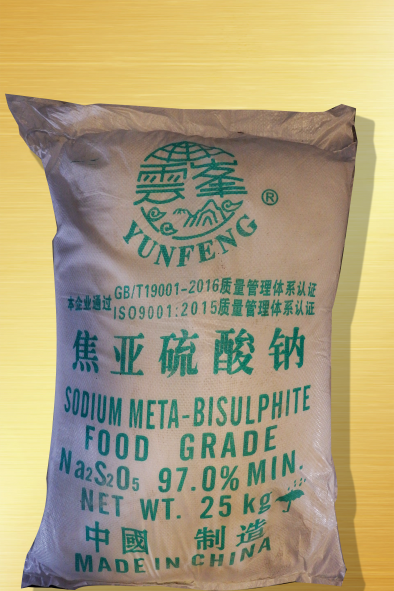 雲峯
®
YUNFENG
本企业通过
GB/T19001-2016质量管理体系认证
ISO9001:2015质量管理体系认证
焦亚硫酸钠
SODIUM META-BISULPHITE
FOOD GRADE
Na2S2O5 97.0% MIN.
NET WT. 25 kg
中國 制造
MADE IN CHINA